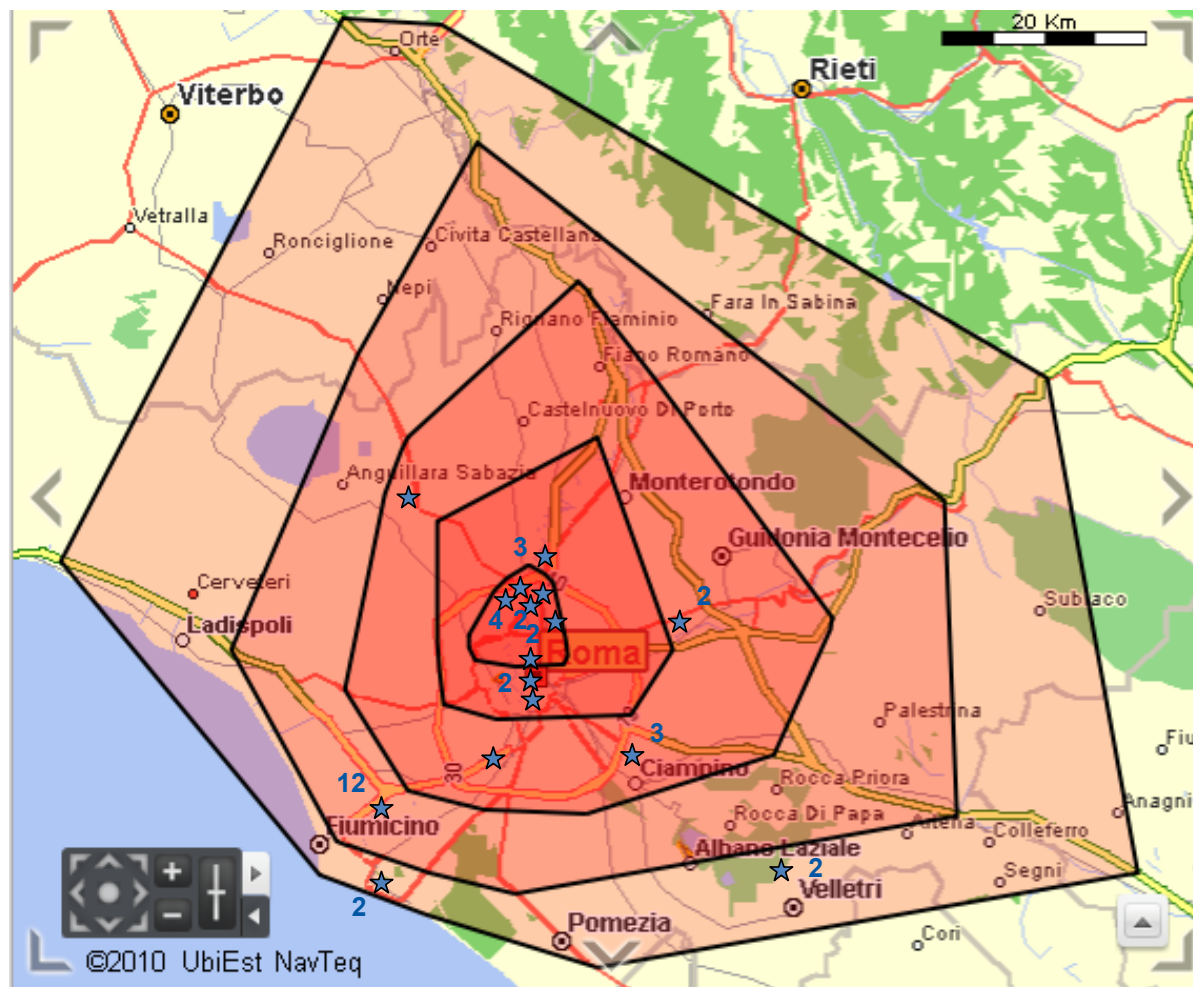 20 Km
Orte
Rieti
Viterbo
Vetralla
Ronciglione
Civita Castellana
Nepi
Fara In Sabina
Rignano Flaminio
Fiano Romano
Castelnuovo Di Porto
Anguillara Sabazia
Monterotondo
Guidonia Montecelio
3
Cerveteri
2
Subiaco
Ladispoli
4
2
2
Roma
2
Palestrina
3
Fiu
30
Ciampino
12
Rocca Priora
Anagni
Rocca Di Papa
Fiumicino
Artena
Colleferro
Albano Laziale
2
Segni
Velletri
2
Pomezia
Cori
©2010 UbiEst NavTeq